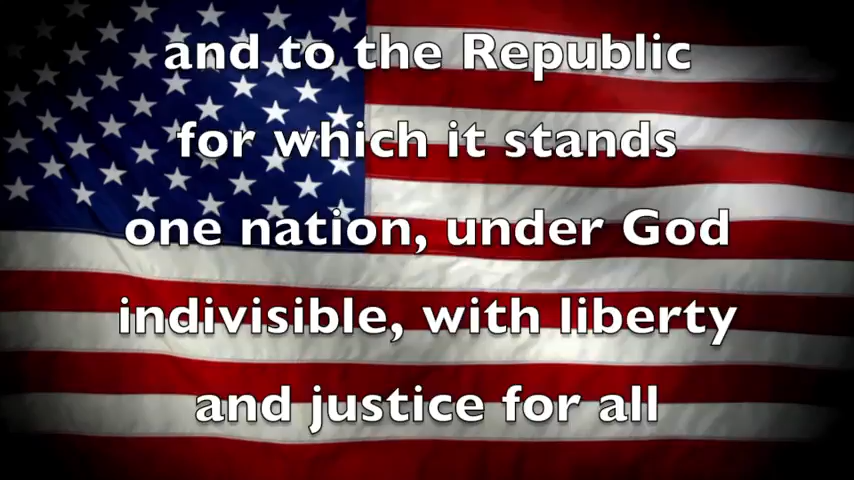 and to the Republic
for which it stands
one nation, under God
indivisible, with liberty
and justice for all